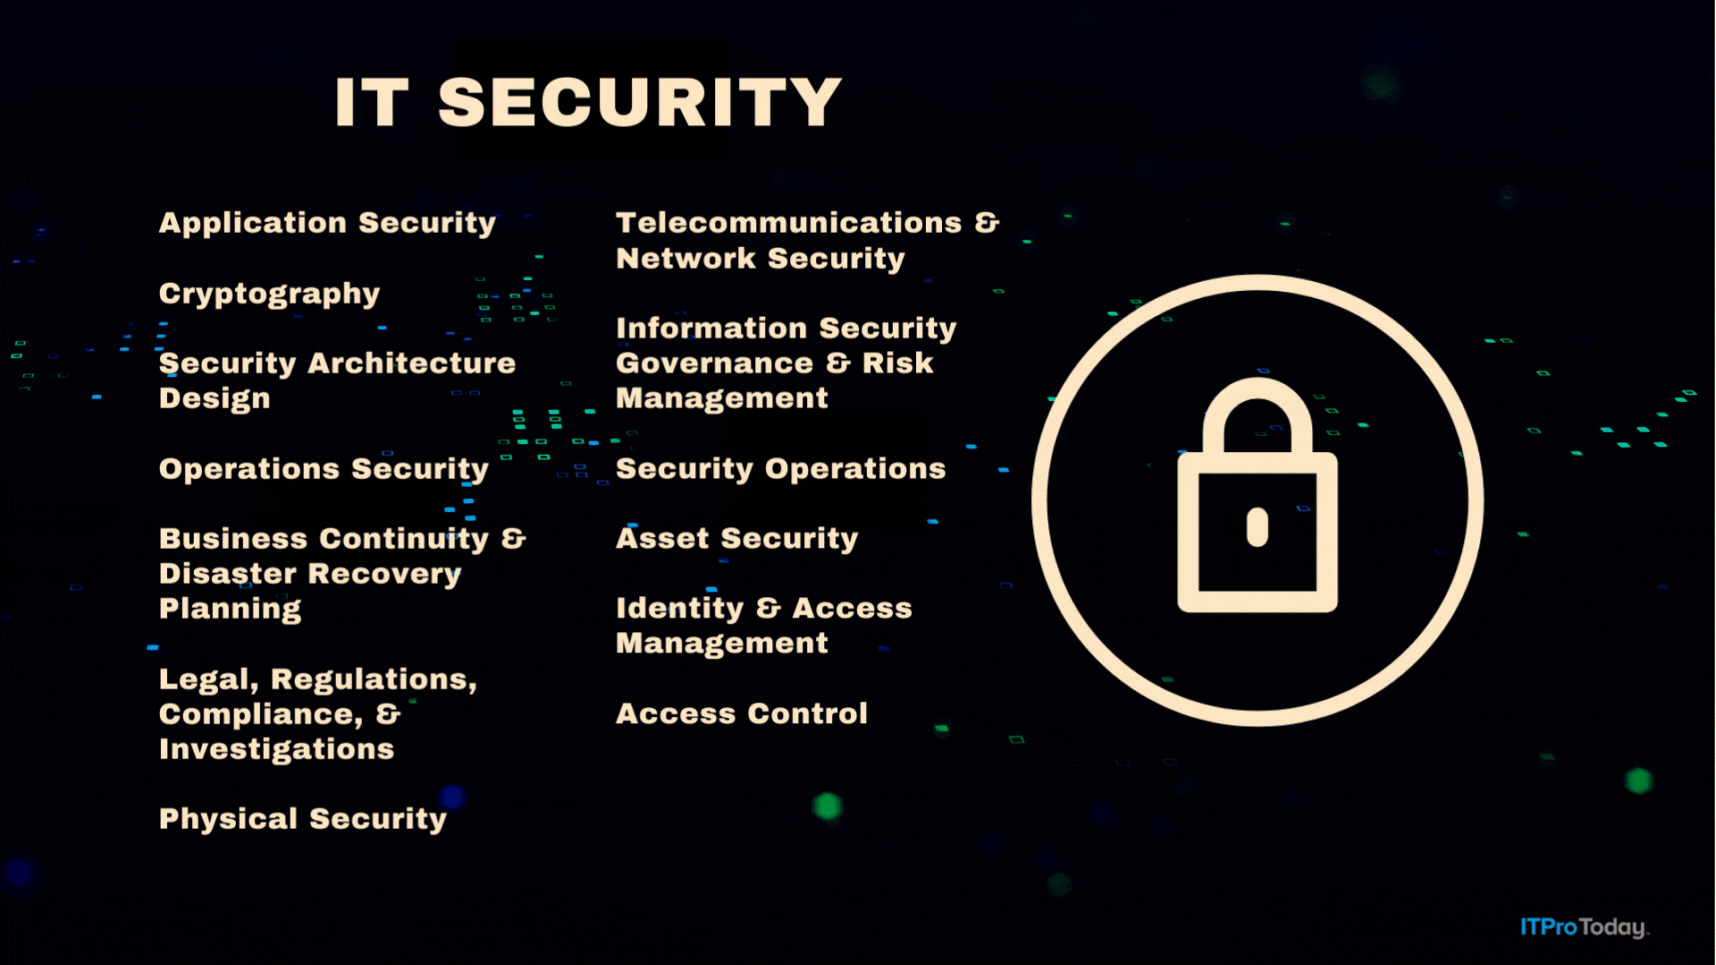 IT SECURITY
Application Security
Cryptography
Security Architecture
Design
Operations Security
Business Continuity &
Disaster Recovery
Planning
Legal, Regulations,
Compliance, &
Investigations
Physical Security
Telecommunications &
Network Security
Information Security
Governance & Risk
Management
Security Operations
Asset Security
Identity & Access
Management
Access Control
ITProToday